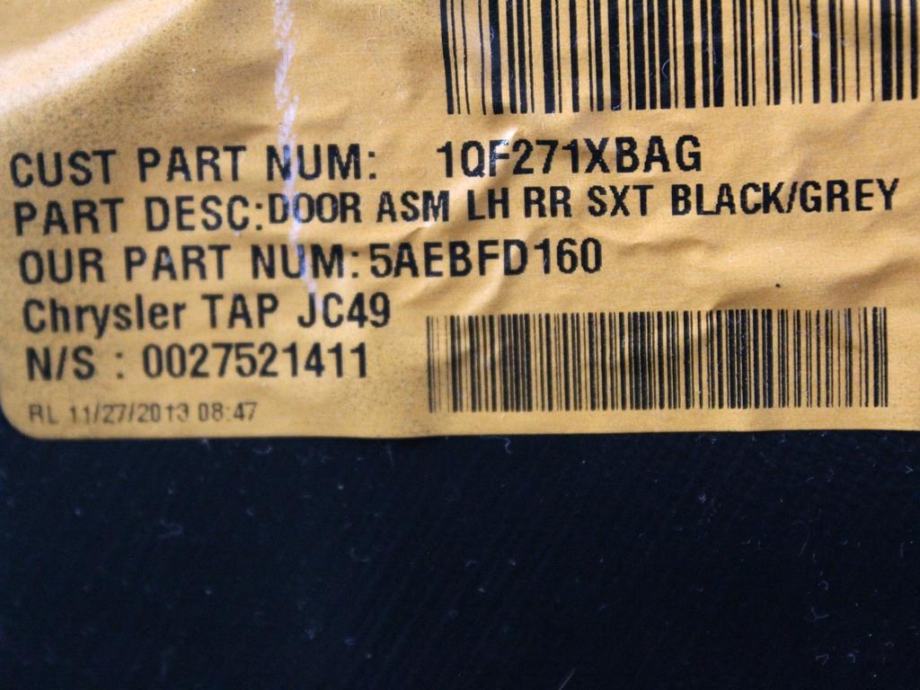 CUST PART NUM: 1QF271XBAG
PART DESC:DOOR ASM LH RR SXT BLACK/GREY
OUR PART NUM:5AEBFD160
Chrysler TAP JC49
N/S : 0027521411
RL 11/27/2013 08:47